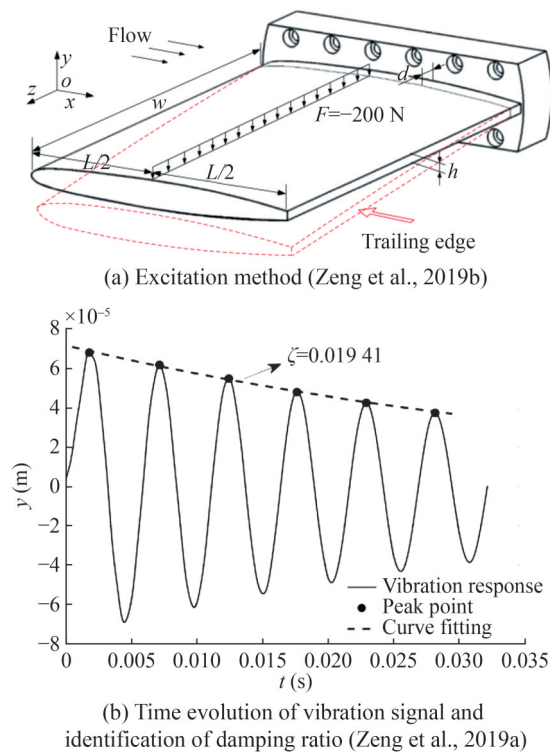 Flow
y
o
z
x
w
d
F=−200 N
L/2
L/2
h
Trailing edge
(a) Excitation method (Zeng et al., 2019b)
×10⁻⁵
8
6
ζ=0.019 41
4
2
y (m)
0
−2
−4
−6
−8
Vibration response
Peak point
Curve fitting
0 0.005 0.010 0.015 0.020 0.025 0.030 0.035
t (s)
(b) Time evolution of vibration signal and
identification of damping ratio (Zeng et al., 2019a)